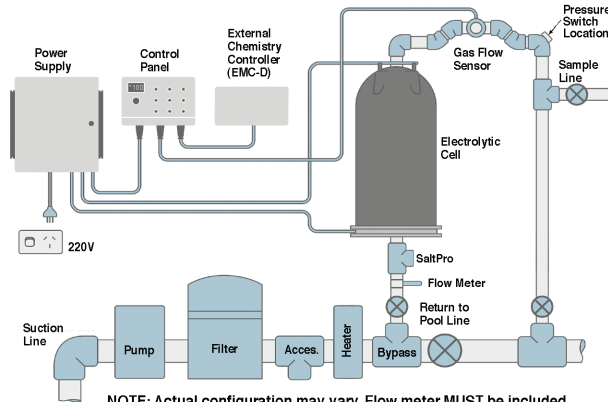 Power
Supply
Control
Panel
External
Chemistry
Controller
(EMC-D)
Gas Flow
Sensor
Pressure
Switch
Location
Sample
Line
*100
Electrolytic
Cell
220V
SaltPro
Flow Meter
Return to
Pool Line
Suction
Line
Pump
Filter
Acces.
Heater
Bypass
NOTE: Actual configuration may vary. Flow meter MUST be included